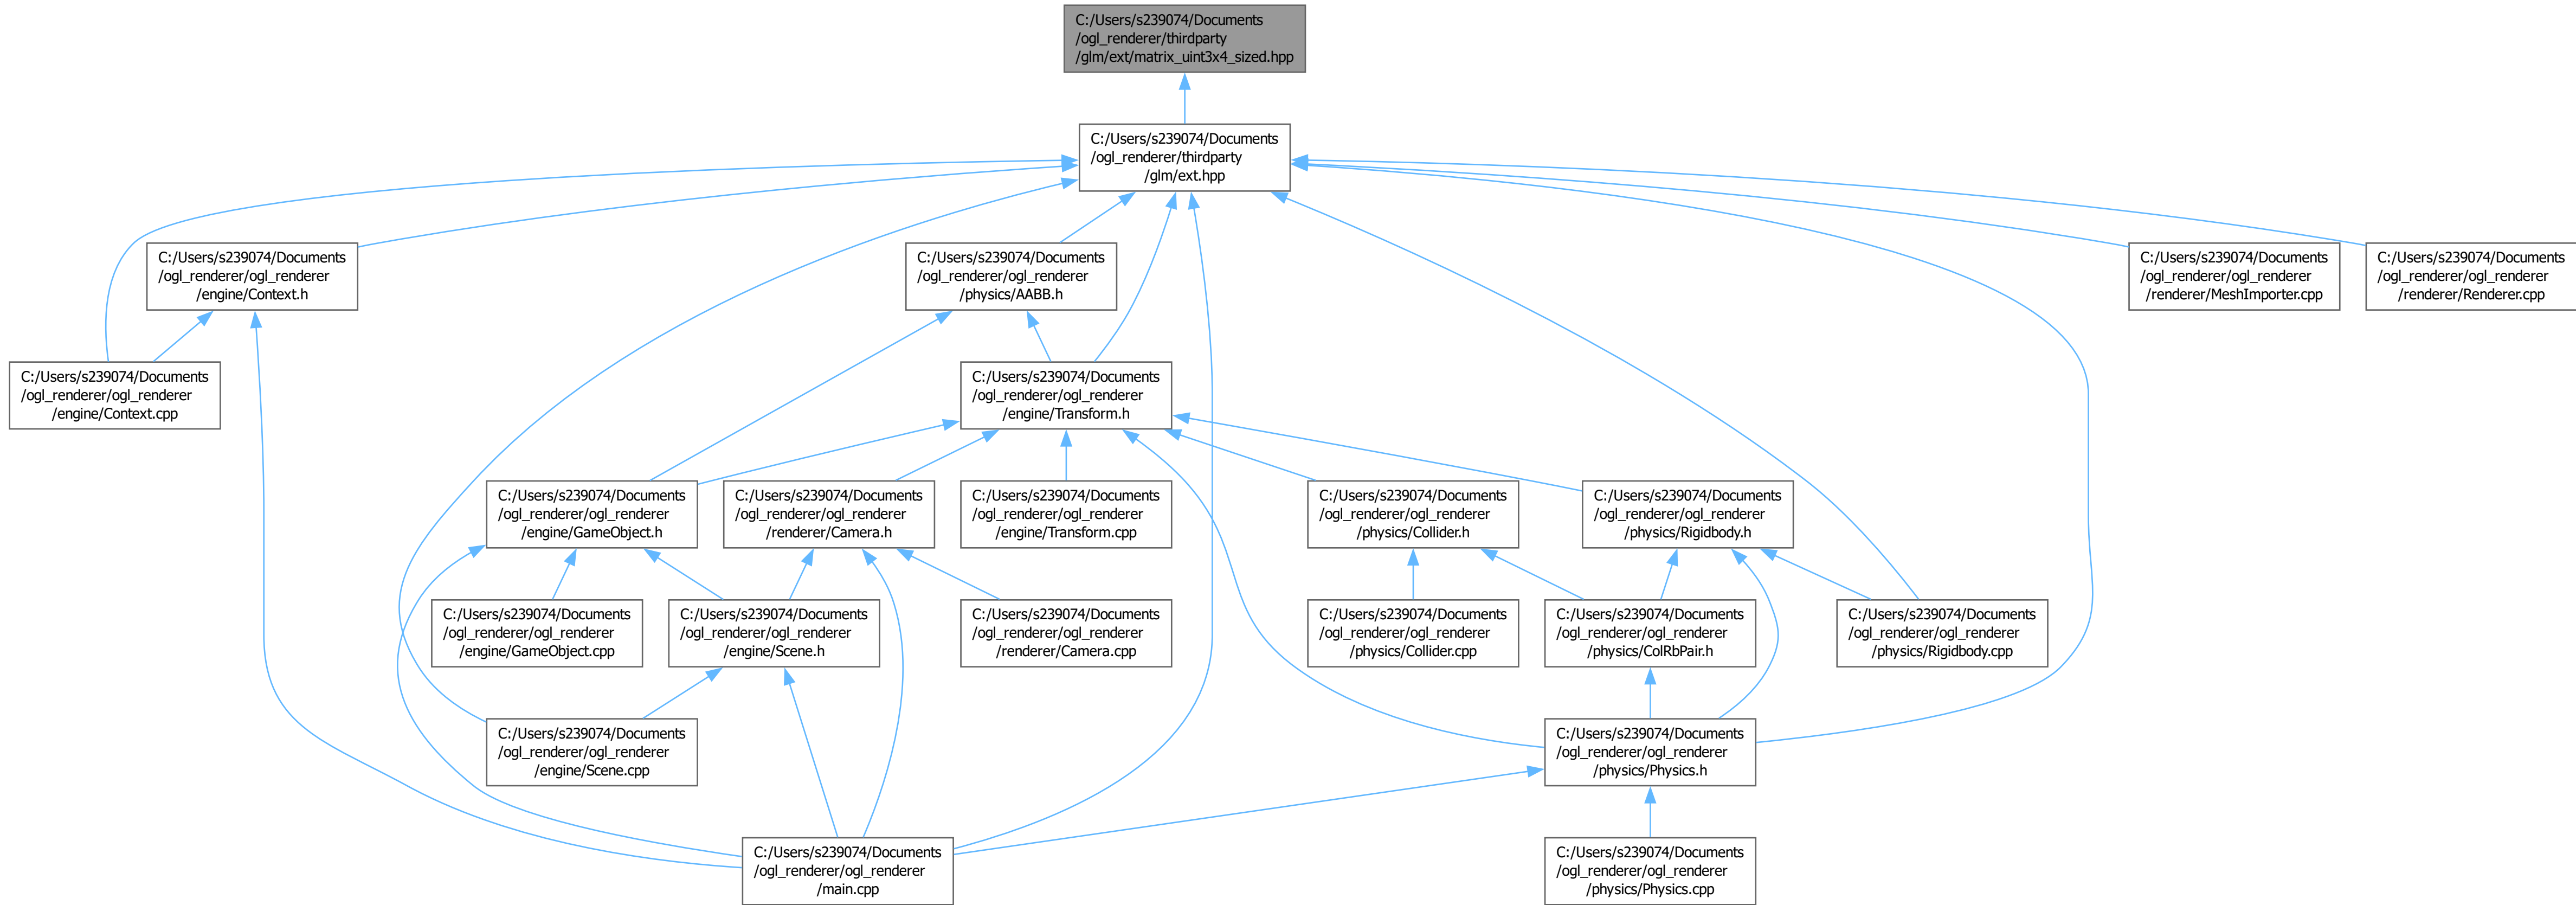 C:/Users/s239074/Documents
/ogl_renderer/thirdparty
/glm/ext/matrix_uint3x4_sized.hpp
C:/Users/s239074/Documents
/ogl_renderer/thirdparty
/glm/ext.hpp
C:/Users/s239074/Documents
/ogl_renderer/ogl_renderer
/engine/Context.h
C:/Users/s239074/Documents
/ogl_renderer/ogl_renderer
/physics/AABB.h
C:/Users/s239074/Documents
/ogl_renderer/ogl_renderer
/renderer/MeshImporter.cpp
C:/Users/s239074/Documents
/ogl_renderer/ogl_renderer
/renderer/Renderer.cpp
C:/Users/s239074/Documents
/ogl_renderer/ogl_renderer
/engine/Context.cpp
C:/Users/s239074/Documents
/ogl_renderer/ogl_renderer
/engine/Transform.h
C:/Users/s239074/Documents
/ogl_renderer/ogl_renderer
/engine/GameObject.h
C:/Users/s239074/Documents
/ogl_renderer/ogl_renderer
/renderer/Camera.h
C:/Users/s239074/Documents
/ogl_renderer/ogl_renderer
/engine/Transform.cpp
C:/Users/s239074/Documents
/ogl_renderer/ogl_renderer
/physics/Collider.h
C:/Users/s239074/Documents
/ogl_renderer/ogl_renderer
/physics/Rigidbody.h
C:/Users/s239074/Documents
/ogl_renderer/ogl_renderer
/engine/GameObject.cpp
C:/Users/s239074/Documents
/ogl_renderer/ogl_renderer
/engine/Scene.h
C:/Users/s239074/Documents
/ogl_renderer/ogl_renderer
/renderer/Camera.cpp
C:/Users/s239074/Documents
/ogl_renderer/ogl_renderer
/physics/Collider.cpp
C:/Users/s239074/Documents
/ogl_renderer/ogl_renderer
/physics/ColRbPair.h
C:/Users/s239074/Documents
/ogl_renderer/ogl_renderer
/physics/Rigidbody.cpp
C:/Users/s239074/Documents
/ogl_renderer/ogl_renderer
/engine/Scene.cpp
C:/Users/s239074/Documents
/ogl_renderer/ogl_renderer
/physics/Physics.h
C:/Users/s239074/Documents
/ogl_renderer/ogl_renderer
/main.cpp
C:/Users/s239074/Documents
/ogl_renderer/ogl_renderer
/physics/Physics.cpp